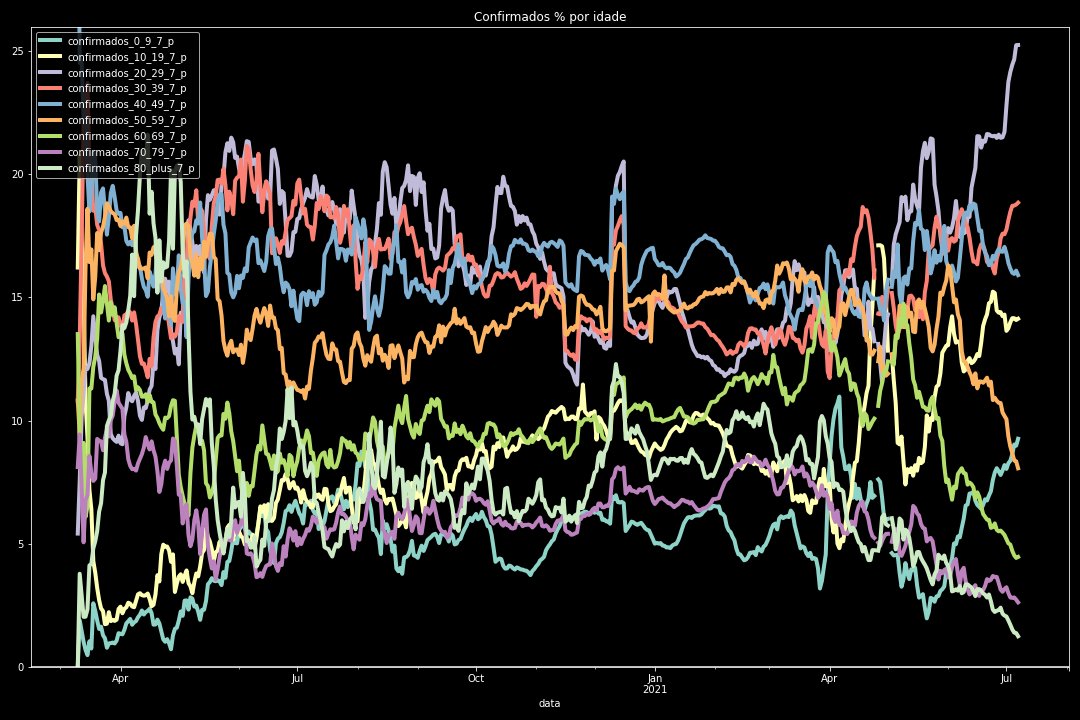 Confirmados % por idade
25
20
15
10
5
0
confirmados_0_9_7_p
confirmados_10_19_7_p
confirmados_20_29_7_p
confirmados_30_39_7_p
confirmados_40_49_7_p
confirmados_50_59_7_p
confirmados_60_69_7_p
confirmados_70_79_7_p
confirmados_80_plus_7_p
Apr
Jul
Oct
Jan
2021
Apr
Jul
data